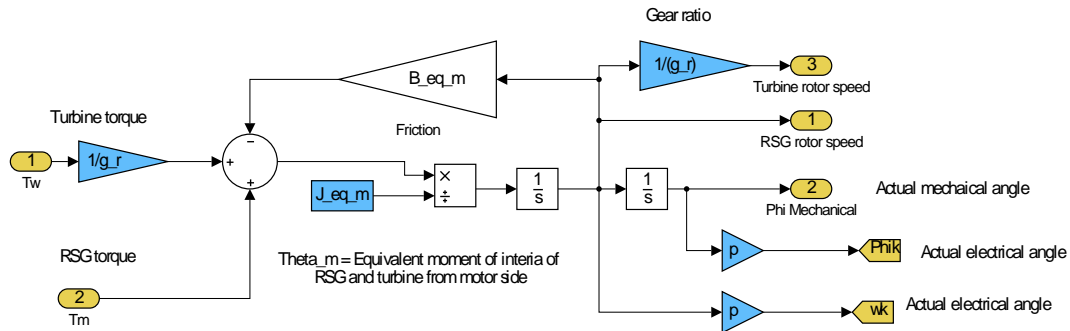 Gear ratio
B_eq_m
1/(g_r)
3
Turbine rotor speed
Turbine torque
Friction
1
RSG rotor speed
1
Tw
1/g_r
−
+
+
×
÷
J_eq_m
1
s
1
s
2
Phi Mechanical
Actual mechaical angle
RSG torque
Theta_m = Equivalent moment of interia of
RSG and turbine from motor side
p
Phik
Actual electrical angle
2
Tm
p
wk
Actual electrical angle